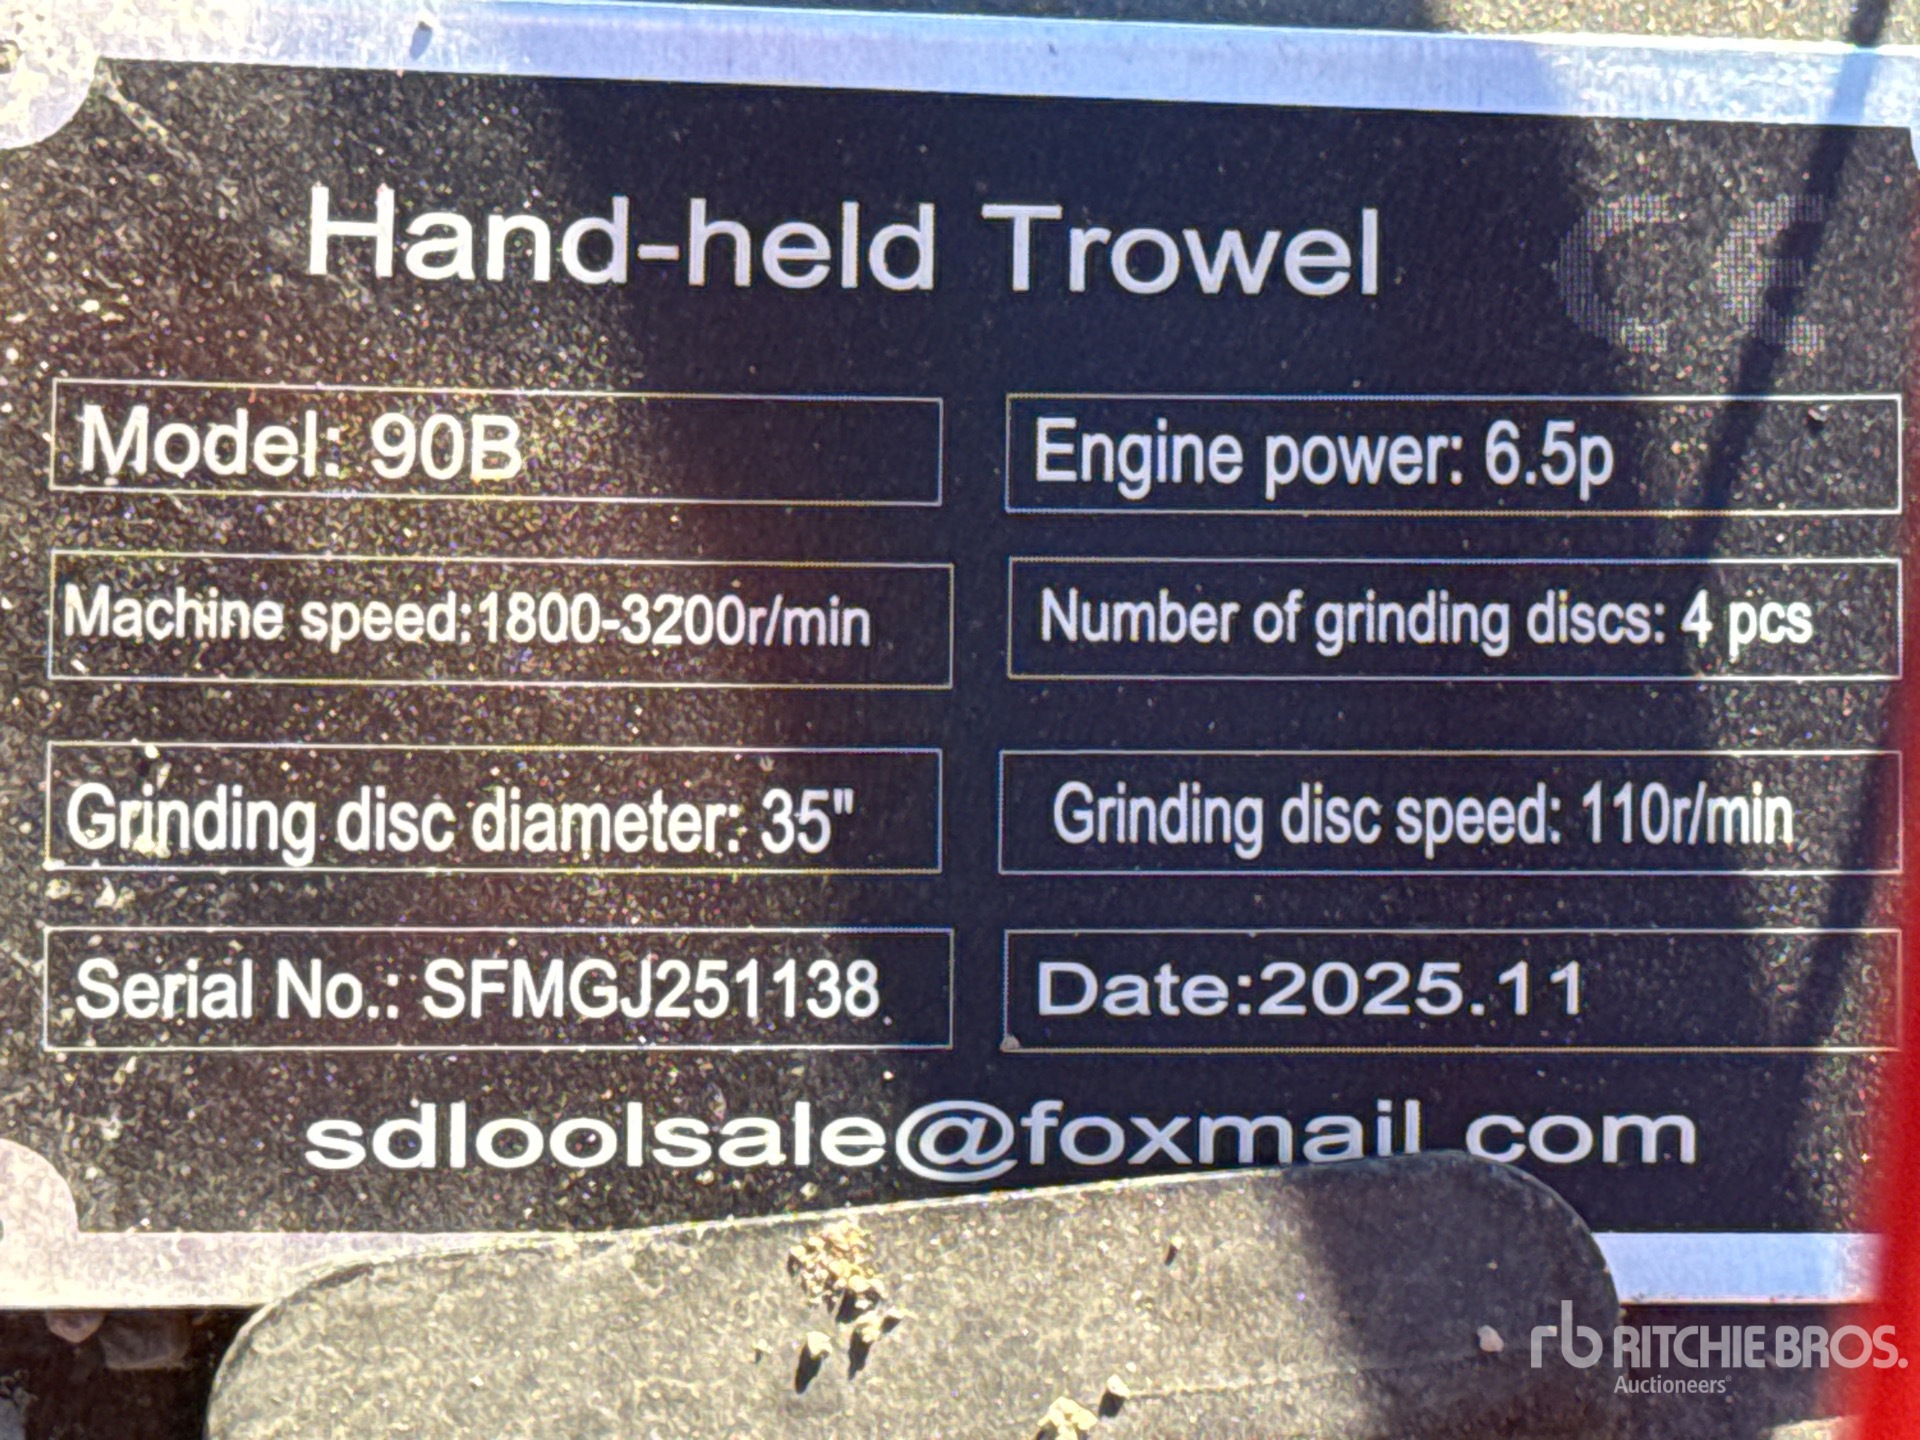 Hand-held Trowel CE
Model: 90B
Engine power: 6.5p
Machine speed:1800-3200r/min
Number of grinding discs: 4 pcs
Grinding disc diameter: 35"
Grinding disc speed: 110r/min
Serial No.: SFMGJ251138
Date:2025.11
sdloolsale@foxmail.com
rb RITCHIE BROS.
Auctioneers